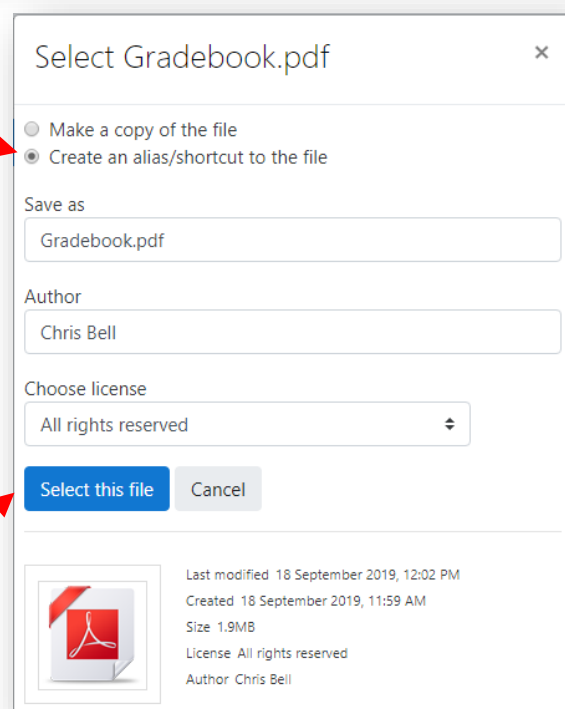 Select Gradebook.pdf ×
Make a copy of the file
Create an alias/shortcut to the file
Save as
Gradebook.pdf
Author
Chris Bell
Choose license
All rights reserved
Select this file Cancel
Last modified 18 September 2019, 12:02 PM
Created 18 September 2019, 11:59 AM
Size 1.9MB
License All rights reserved
Author Chris Bell